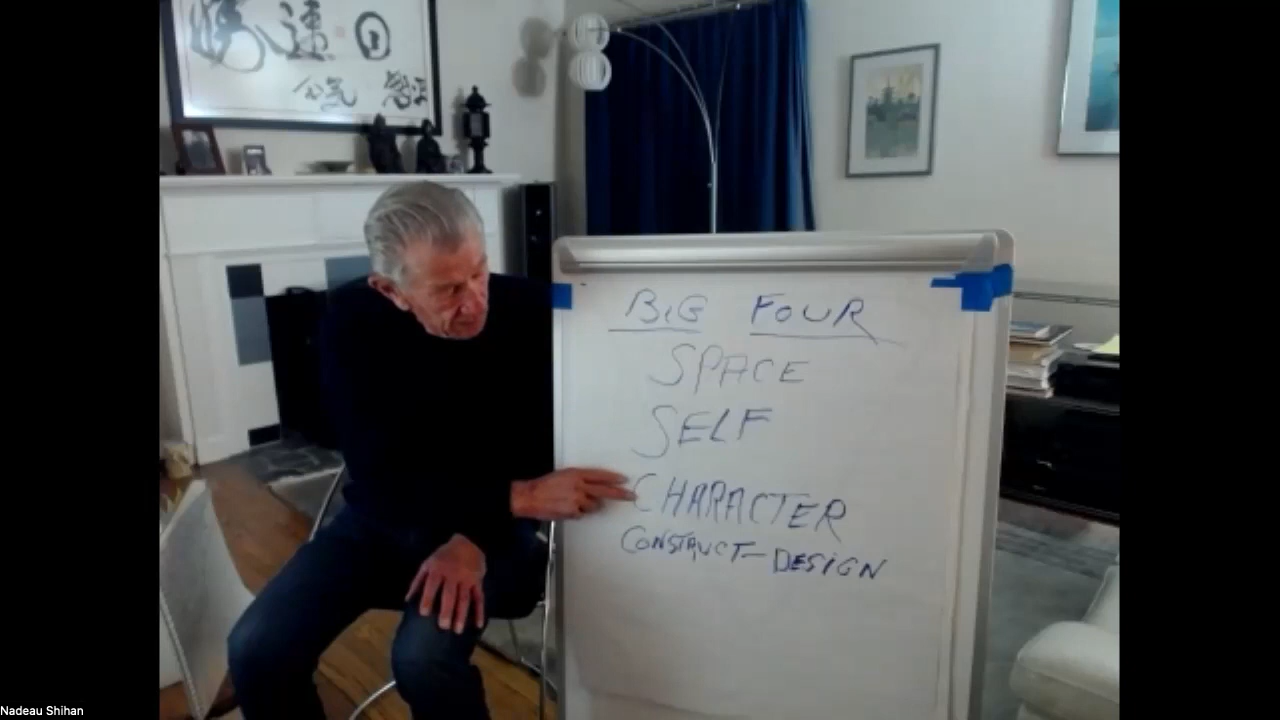 BIG FOUR
SPACE
SELF
CHARACTER
CONSTRUCT-DESIGN
Nadeau Shihan